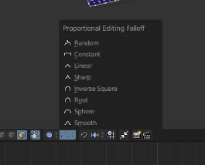 Proportional Editing Falloff
Random
Constant
Linear
Sharp
Inverse Square
Root
Sphere
Smooth